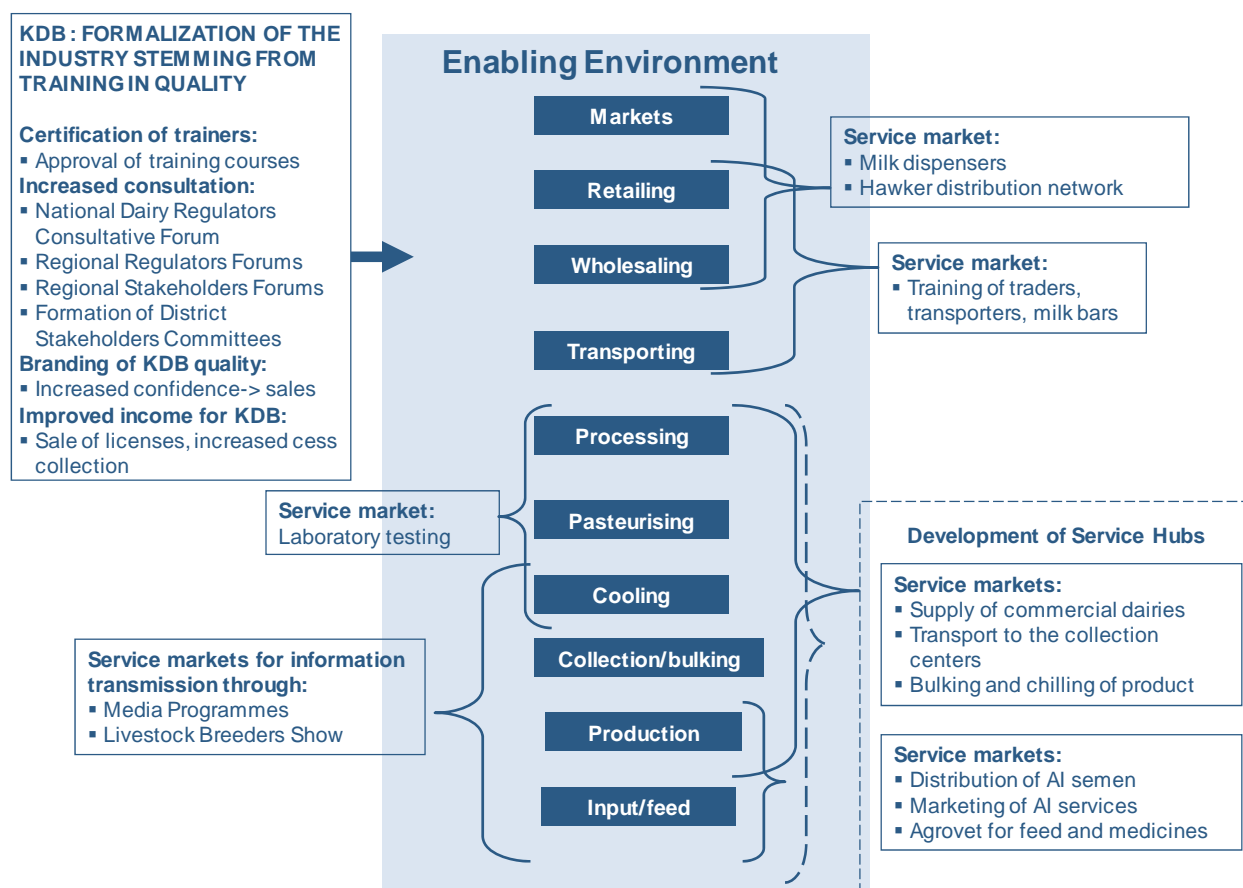 KDB : FORMALIZATION OF THE
INDUSTRY STEMMING FROM
TRAINING IN QUALITY
Certification of trainers:
▪ Approval of training courses
Increased consultation:
▪ National Dairy Regulators
Consultative Forum
▪ Regional Regulators Forums
▪ Regional Stakeholders Forums
▪ Formation of District
Stakeholders Committees
Branding of KDB quality:
▪ Increased confidence-> sales
Improved income for KDB:
▪ Sale of licenses, increased cess
collection
Enabling Environment
Markets
Retailing
Wholesaling
Transporting
Processing
Pasteurising
Cooling
Collection/bulking
Production
Input/feed
Service market:
▪ Milk dispensers
▪ Hawker distribution network
Service market:
▪ Training of traders,
transporters, milk bars
Service market:
Laboratory testing
Service markets for information
transmission through:
▪ Media Programmes
▪ Livestock Breeders Show
Development of Service Hubs
Service markets:
▪ Supply of commercial dairies
▪ Transport to the collection
centers
▪ Bulking and chilling of product
Service markets:
▪ Distribution of AI semen
▪ Marketing of AI services
▪ Agrovet for feed and medicines